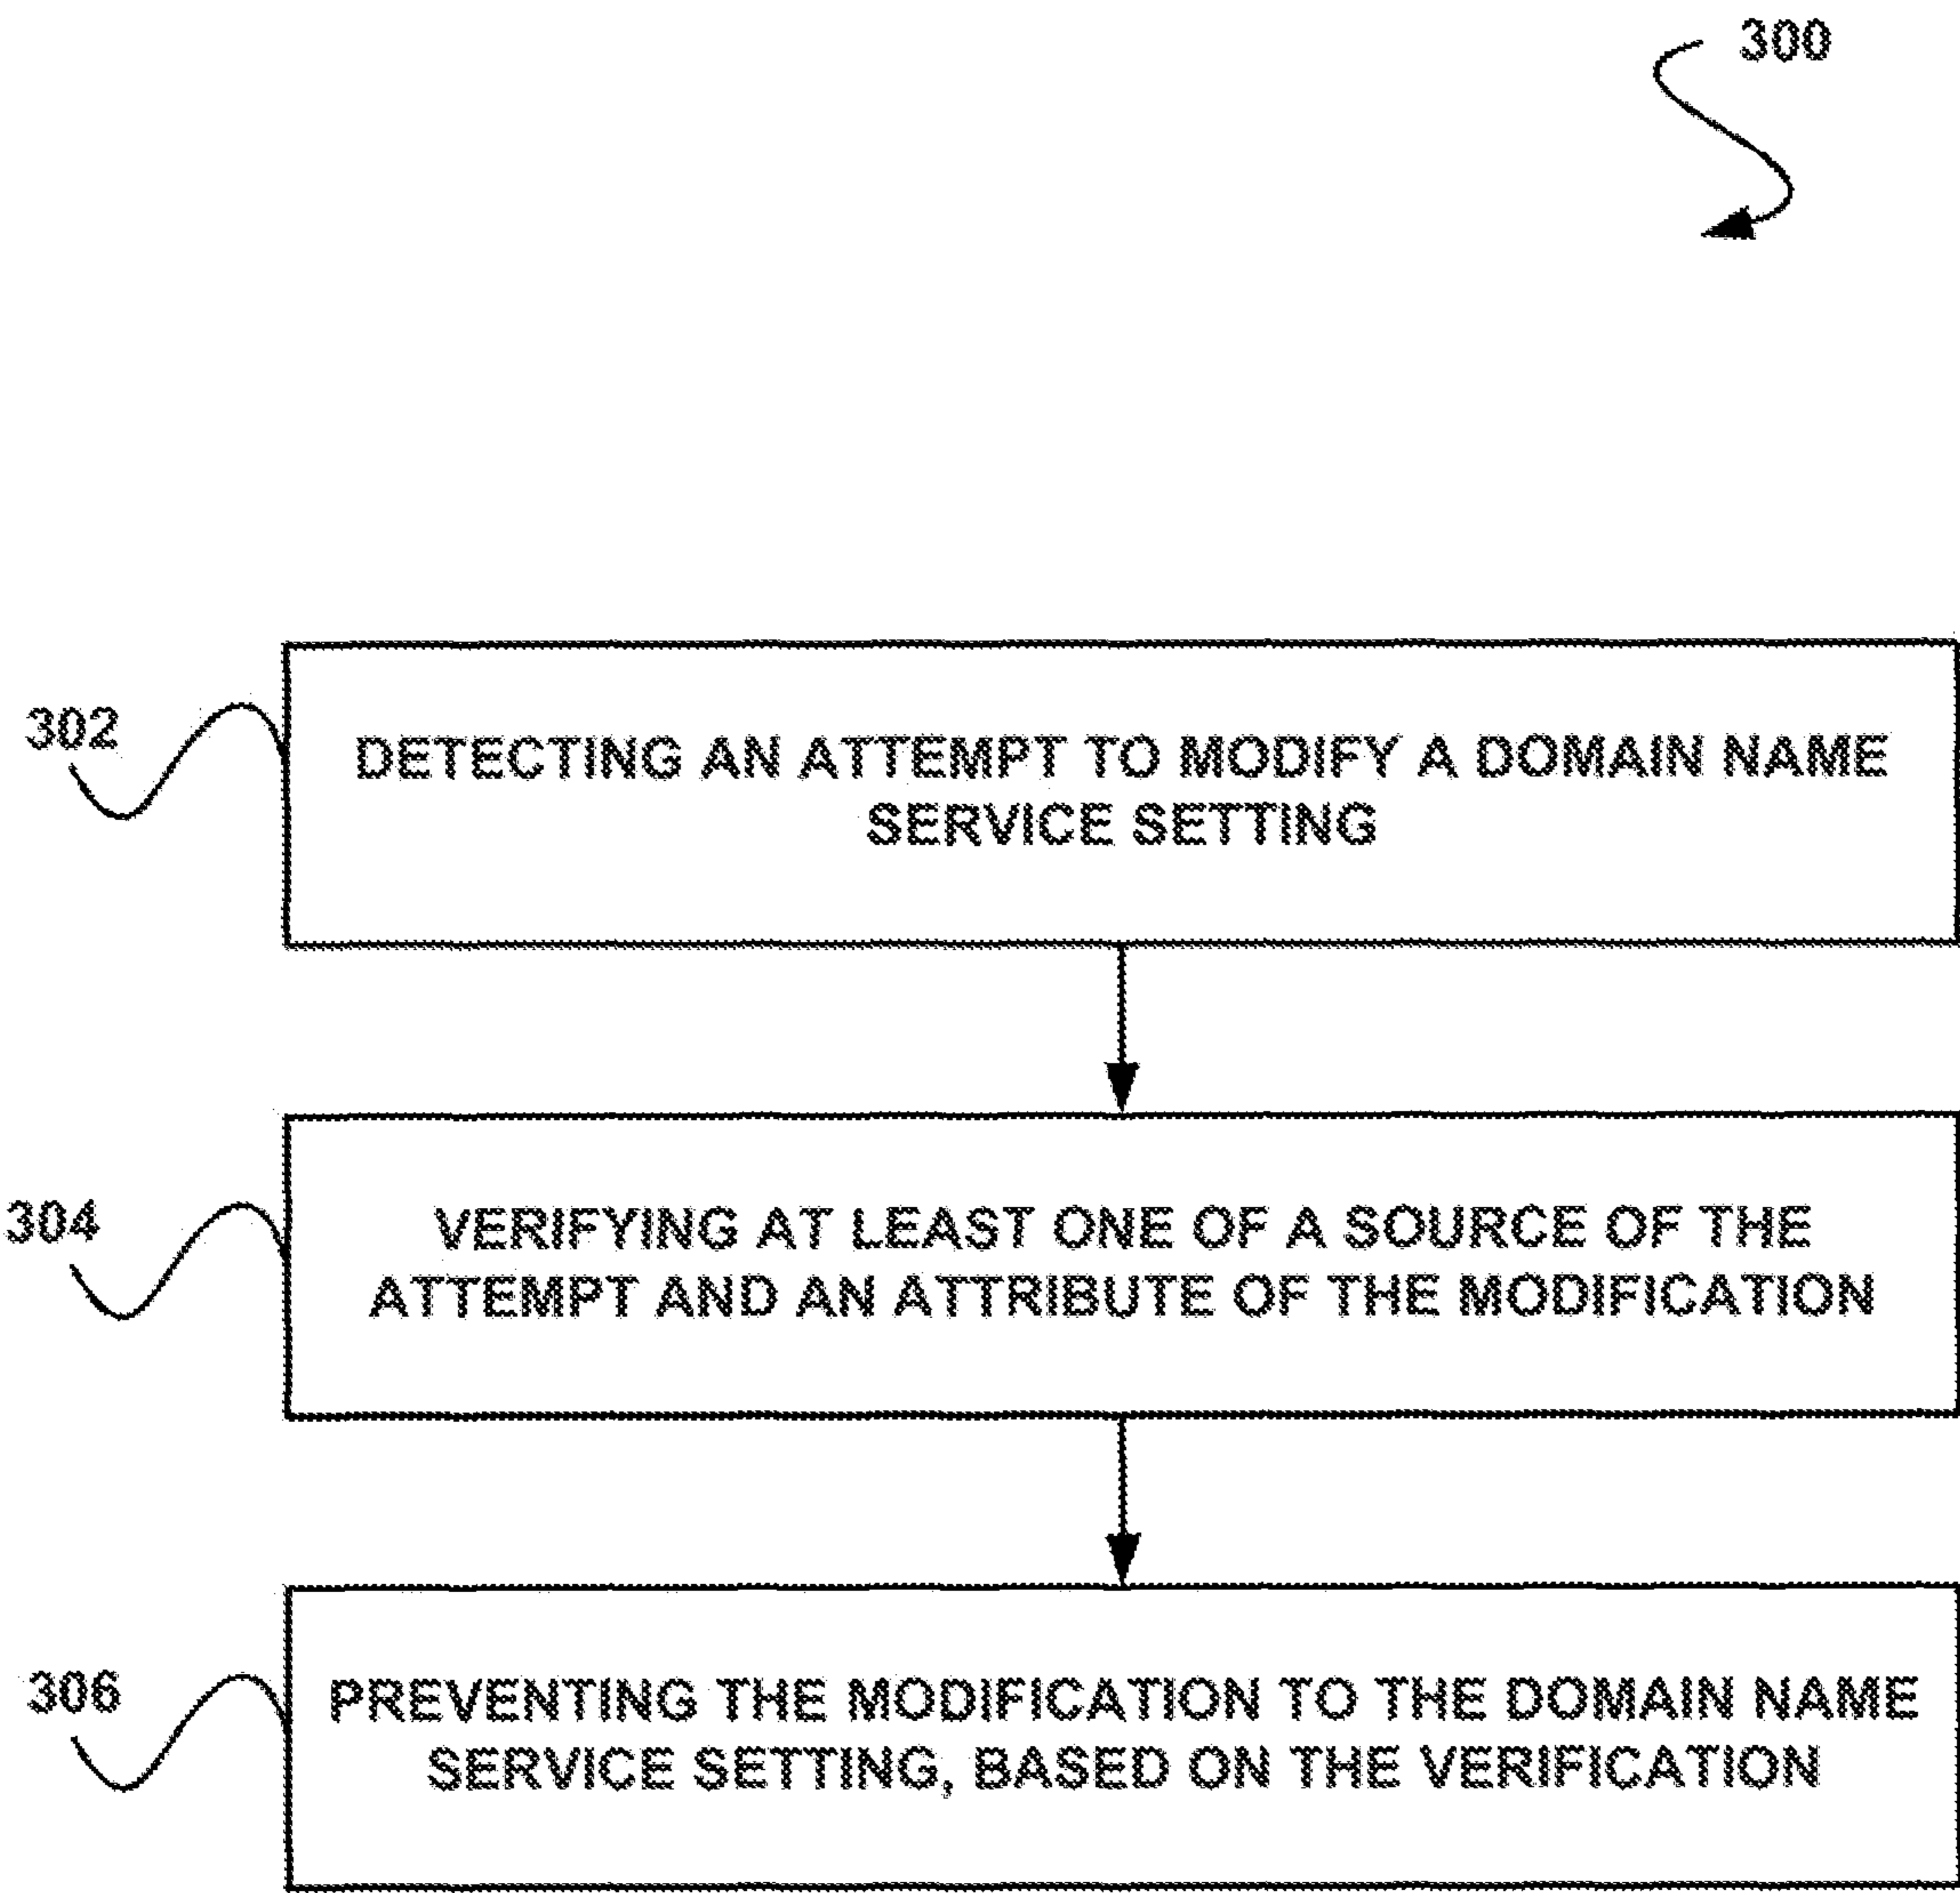 300
302
DETECTING AN ATTEMPT TO MODIFY A DOMAIN NAME
SERVICE SETTING
304
VERIFYING AT LEAST ONE OF A SOURCE OF THE
ATTEMPT AND AN ATTRIBUTE OF THE MODIFICATION
306
PREVENTING THE MODIFICATION TO THE DOMAIN NAME
SERVICE SETTING, BASED ON THE VERIFICATION